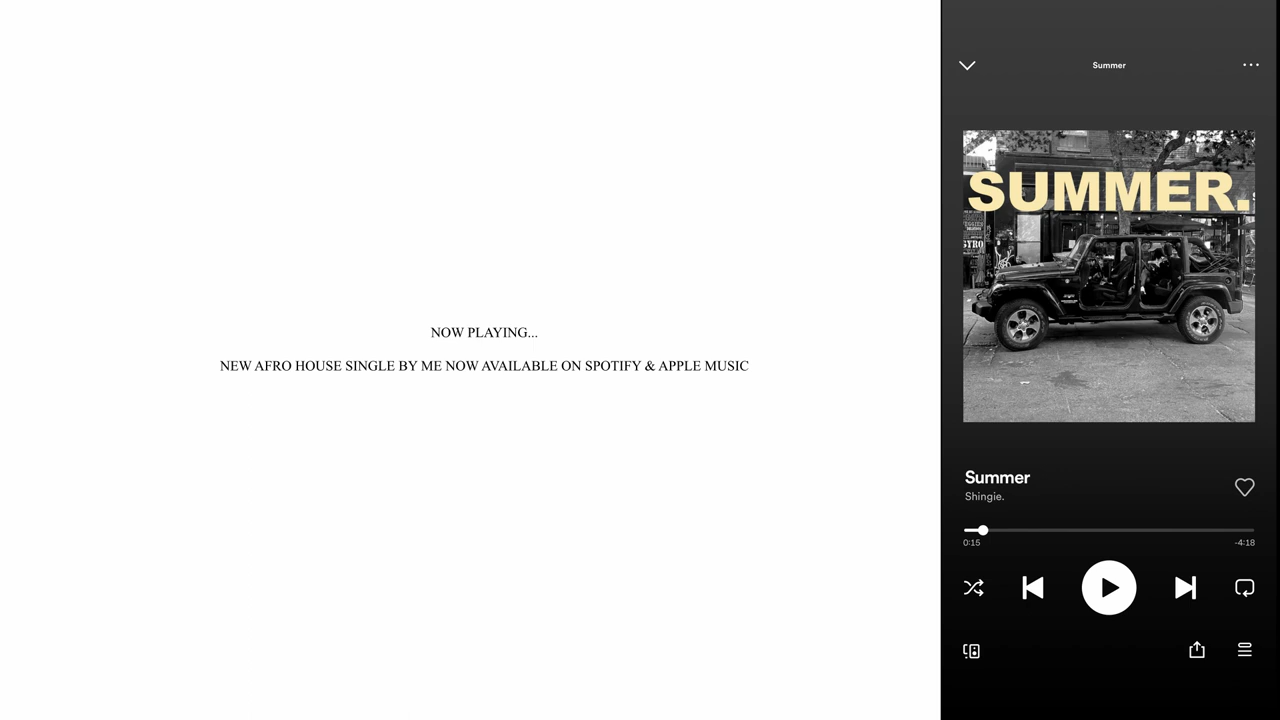 NOW PLAYING...
NEW AFRO HOUSE SINGLE BY ME NOW AVAILABLE ON SPOTIFY & APPLE MUSIC
Summer
SUMMER.
GYRO
Summer
Shingie.
0:15
-4:18